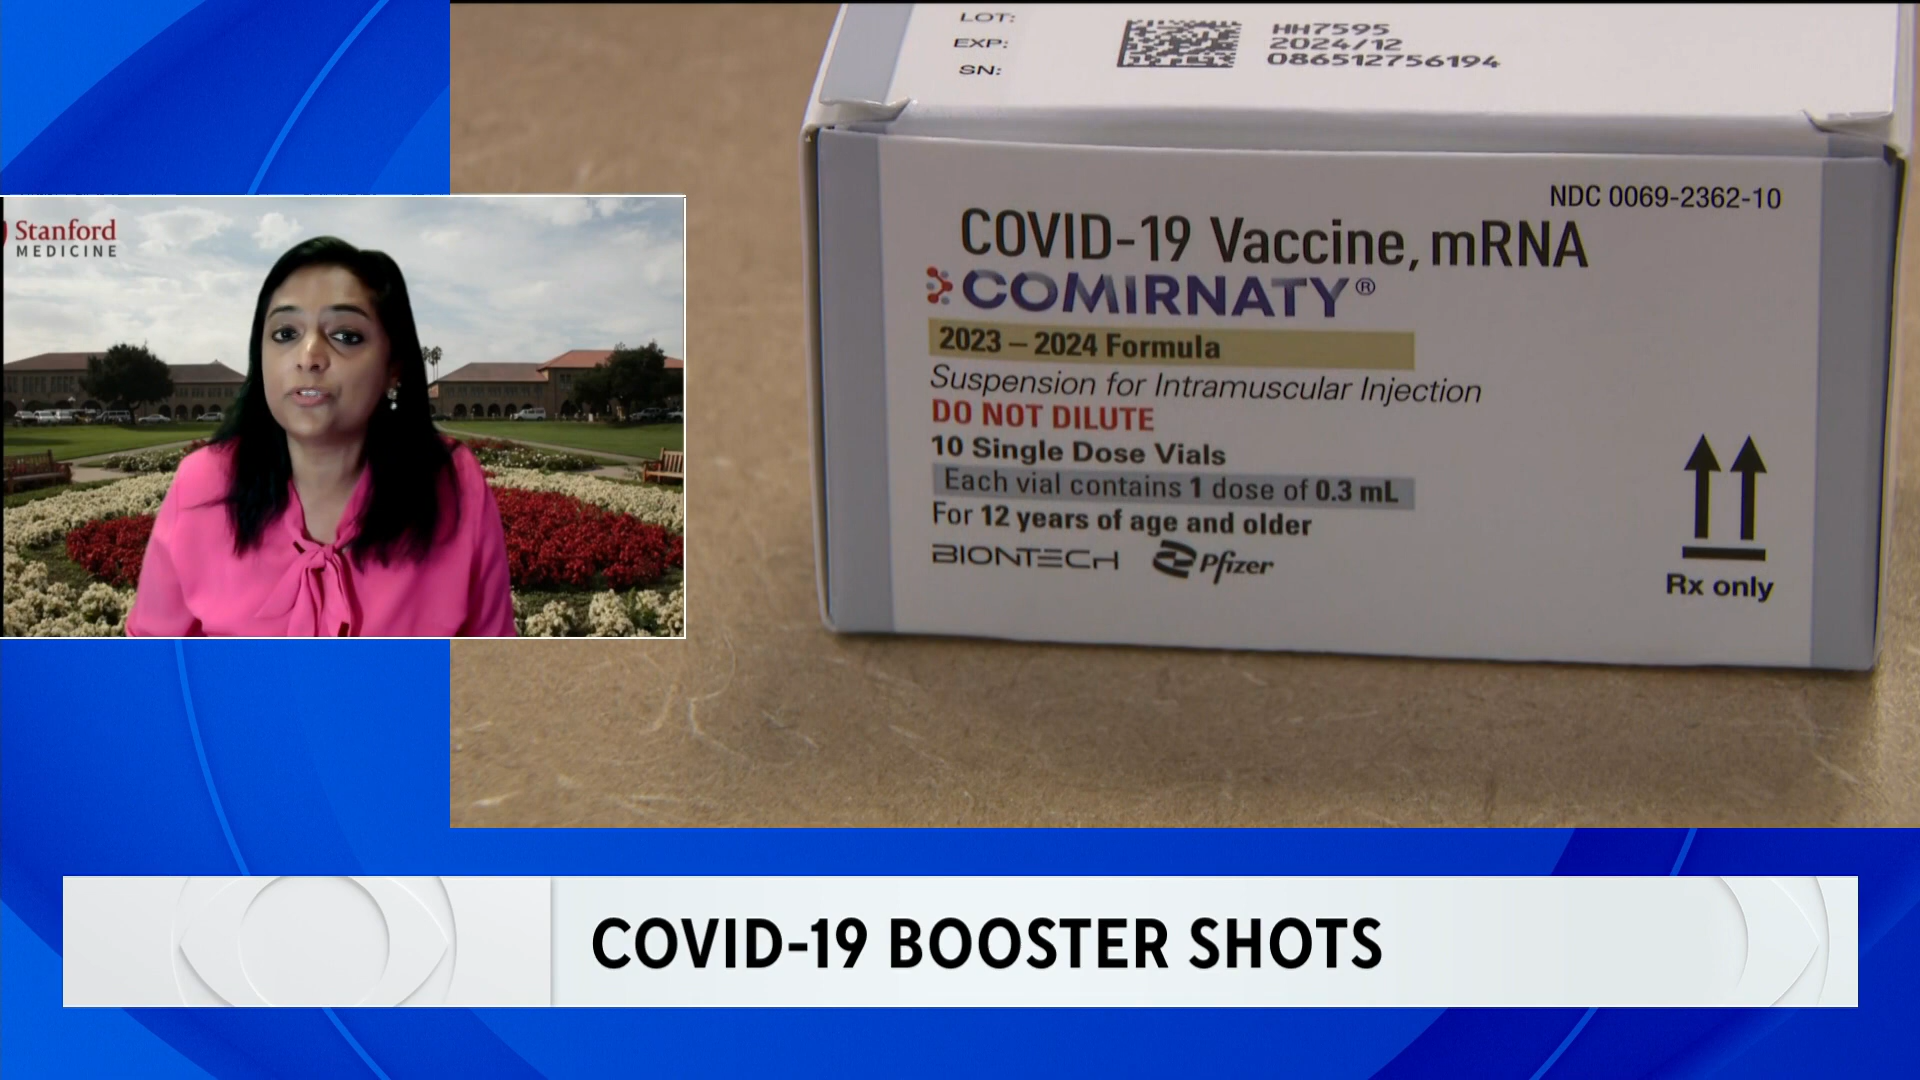 LOT:
EXP:
SN:
HH7595
2024/12
086512756194
NDC 0069-2362-10
COVID-19 Vaccine, mRNA
COMIRNATY®
2023 – 2024 Formula
Suspension for Intramuscular Injection
DO NOT DILUTE
10 Single Dose Vials
Each vial contains 1 dose of 0.3 mL
For 12 years of age and older
BIONTECH Pfizer
Rx only
Stanford
MEDICINE
COVID-19 BOOSTER SHOTS